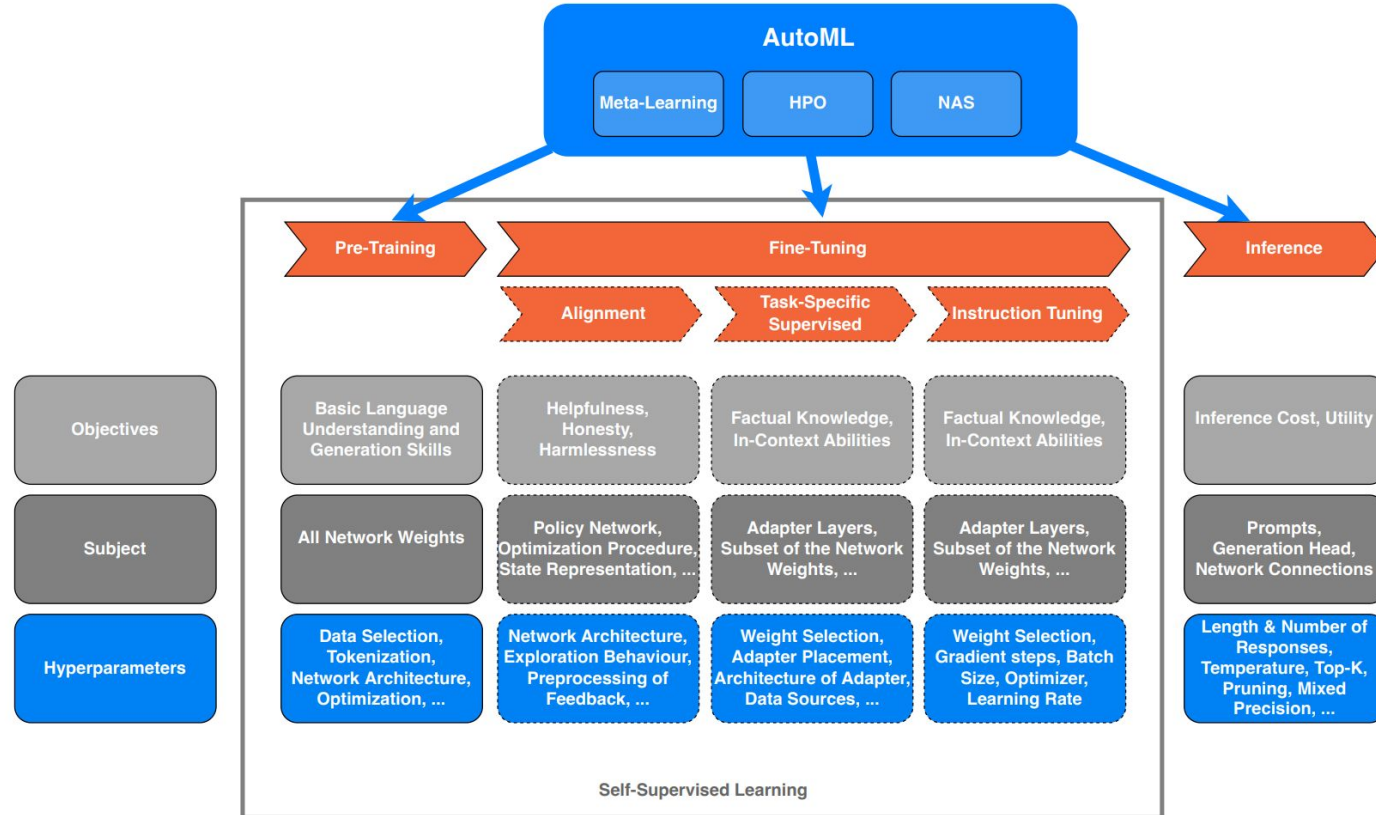 AutoML
Meta-Learning
HPO
NAS
Pre-Training
Fine-Tuning
Inference
Alignment
Task-Specific
Supervised
Instruction Tuning
Objectives
Basic Language
Understanding and
Generation Skills
Helpfulness,
Honesty,
Harmlessness
Factual Knowledge,
In-Context Abilities
Factual Knowledge,
In-Context Abilities
Inference Cost, Utility
Subject
All Network Weights
Policy Network,
Optimization Procedure,
State Representation, ...
Adapter Layers,
Subset of the Network
Weights, ...
Adapter Layers,
Subset of the Network
Weights, ...
Prompts,
Generation Head,
Network Connections
Hyperparameters
Data Selection,
Tokenization,
Network Architecture,
Optimization, ...
Network Architecture,
Exploration Behaviour,
Preprocessing of
Feedback, ...
Weight Selection,
Adapter Placement,
Architecture of Adapter,
Data Sources, ...
Weight Selection,
Gradient steps, Batch
Size, Optimizer,
Learning Rate
Length & Number of
Responses,
Temperature, Top-K,
Pruning, Mixed
Precision, ...
Self-Supervised Learning